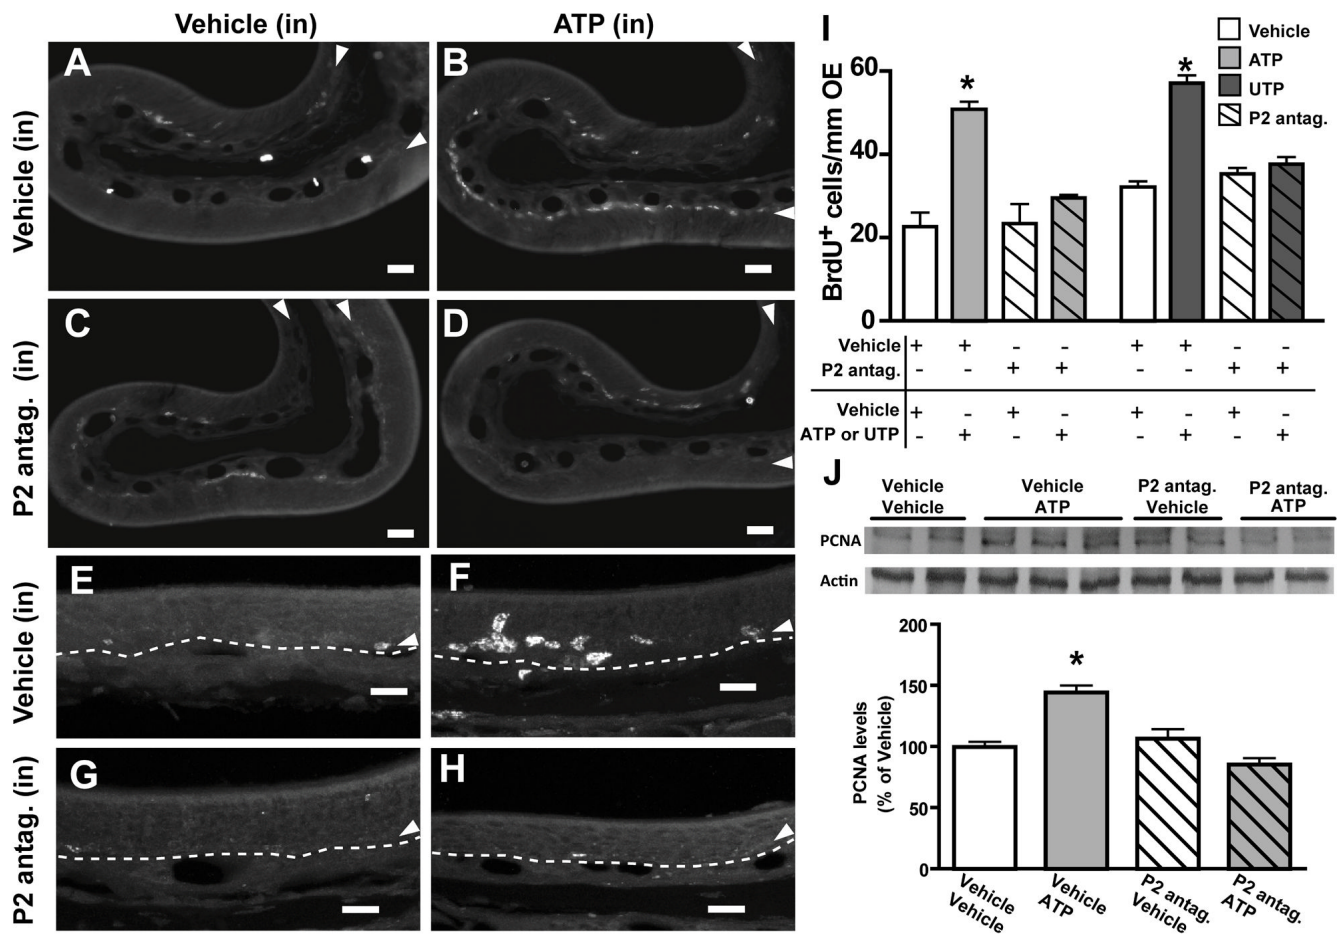 Vehicle (in)
ATP (in)
Vehicle (in)
P2 antag. (in)
Vehicle (in)
P2 antag. (in)
A
B
C
D
E
F
G
H
I
Vehicle
ATP
UTP
P2 antag.
BrdU+ cells/mm OE
60
40
20
0
*
*
Vehicle + + - - + + - -
P2 antag. - - + + - - + +
Vehicle + - + - + - + -
ATP or UTP - + - + - + - +
J
Vehicle Vehicle P2 antag. P2 antag.
Vehicle ATP Vehicle ATP
PCNA
Actin
PCNA levels
(% of Vehicle)
200
150
100
50
0
*
Vehicle
Vehicle
Vehicle
ATP
P2 antag.
Vehicle
P2 antag.
ATP